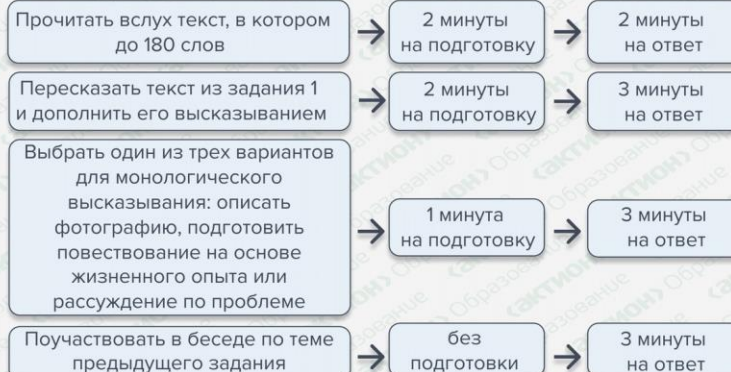 Прочитать вслух текст, в котором
до 180 слов
2 минуты
на подготовку
2 минуты
на ответ
Пересказать текст из задания 1
и дополнить его высказыванием
2 минуты
на подготовку
3 минуты
на ответ
Выбрать один из трех вариантов
для монологического
высказывания: описать
фотографию, подготовить
повествование на основе
жизненного опыта или
рассуждение по проблеме
1 минута
на подготовку
3 минуты
на ответ
Поучаствовать в беседе по теме
предыдущего задания
без
подготовки
3 минуты
на ответ